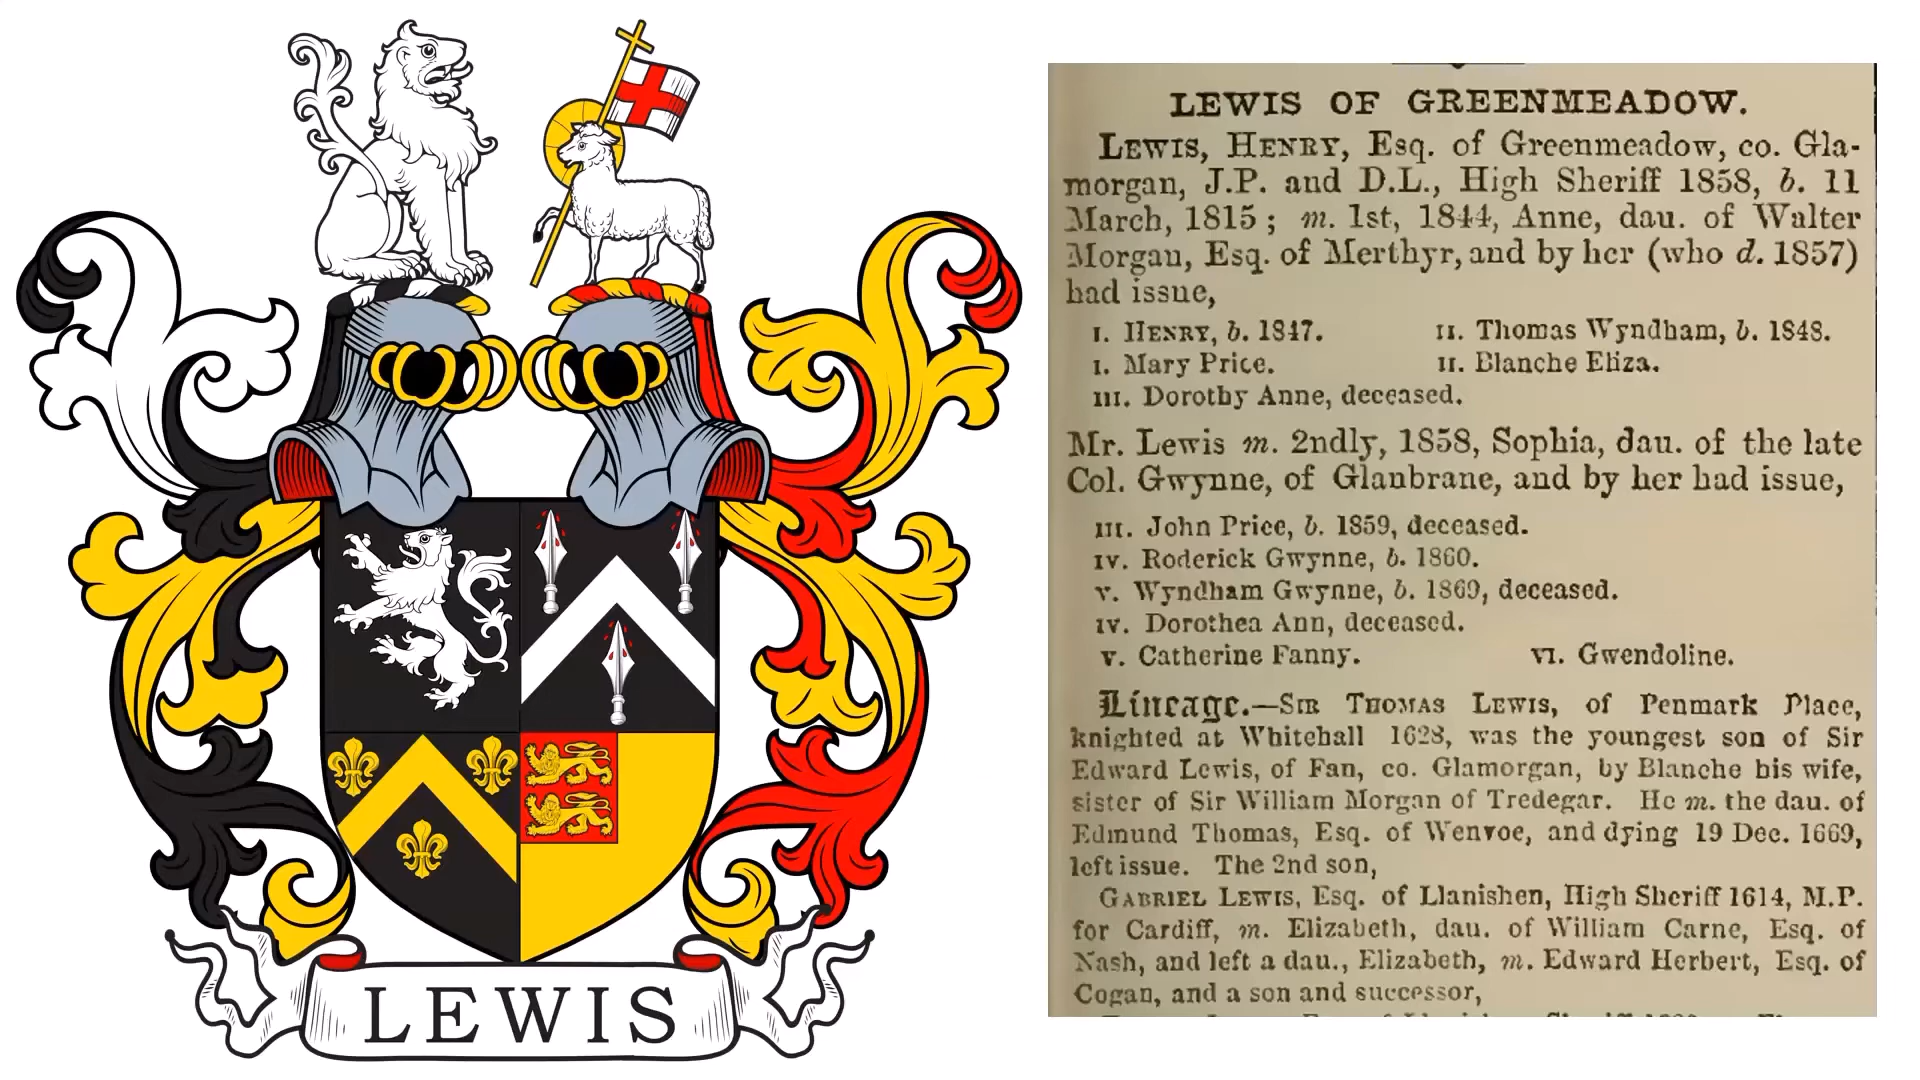 LEWIS
LEWIS OF GREENMEADOW.
LEWIS, HENRY, Esq. of Greenmeadow, co. Gla-
morgan, J.P. and D.L., High Sheriff 1858, b. 11
March, 1815; m. 1st, 1844, Anne, dau. of Walter
Morgan, Esq. of Merthyr, and by her (who d. 1857)
had issue,
I. HENRY, b. 1847. II. Thomas Wyndham, b. 1848.
I. Mary Price. II. Blanche Eliza.
III. Dorothy Anne, deceased.
Mr. Lewis m. 2ndly, 1858, Sophia, dau. of the late
Col. Gwynne, of Glanbrane, and by her had issue,
III. John Price, b. 1859, deceased.
IV. Roderick Gwynne, b. 1860.
V. Wyndham Gwynne, b. 1869, deceased.
IV. Dorothea Ann, deceased.
V. Catherine Fanny. VI. Gwendoline.
Lineage.—SIR THOMAS LEWIS, of Penmark Place,
knighted at Whitehall 1628, was the youngest son of Sir
Edward Lewis, of Fan, co. Glamorgan, by Blanche his wife,
sister of Sir William Morgan of Tredegar. He m. the dau. of
Edmund Thomas, Esq. of Wenvoe, and dying 19 Dec. 1669,
left issue. The 2nd son,
GABRIEL LEWIS, Esq. of Llanishen, High Sheriff 1614, M.P.
for Cardiff, m. Elizabeth, dau. of William Carne, Esq. of
Nash, and left a dau., Elizabeth, m. Edward Herbert, Esq. of
Cogan, and a son and successor,